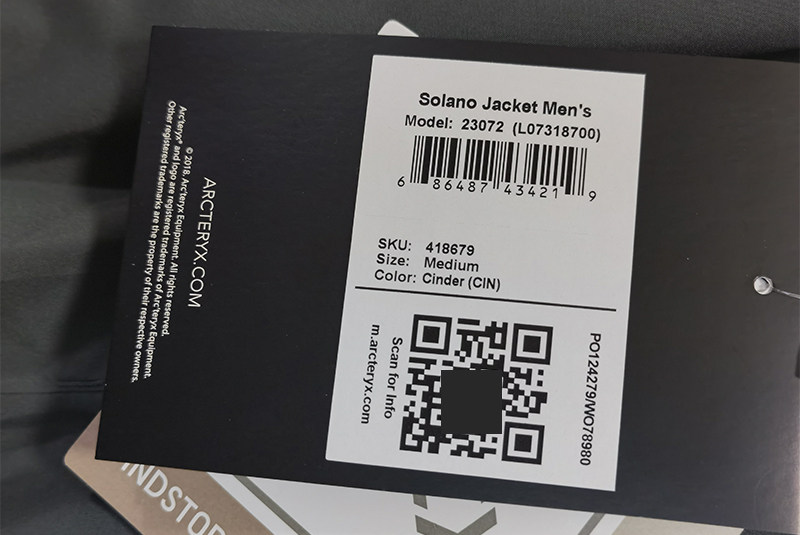 Solano Jacket Men's
Model: 23072 (L07318700)
6 86487 43421 9
SKU: 418679
Size: Medium
Color: Cinder (CIN)
Scan for Info
m.arcteryx.com
PO124279/WO78980
ARCTERYX.COM
© 2018. Arc'teryx Equipment. All rights reserved.
Arc'teryx® and logo are registered trademarks of Arc'teryx Equipment.
Other registered trademarks are the property of their respective owners.